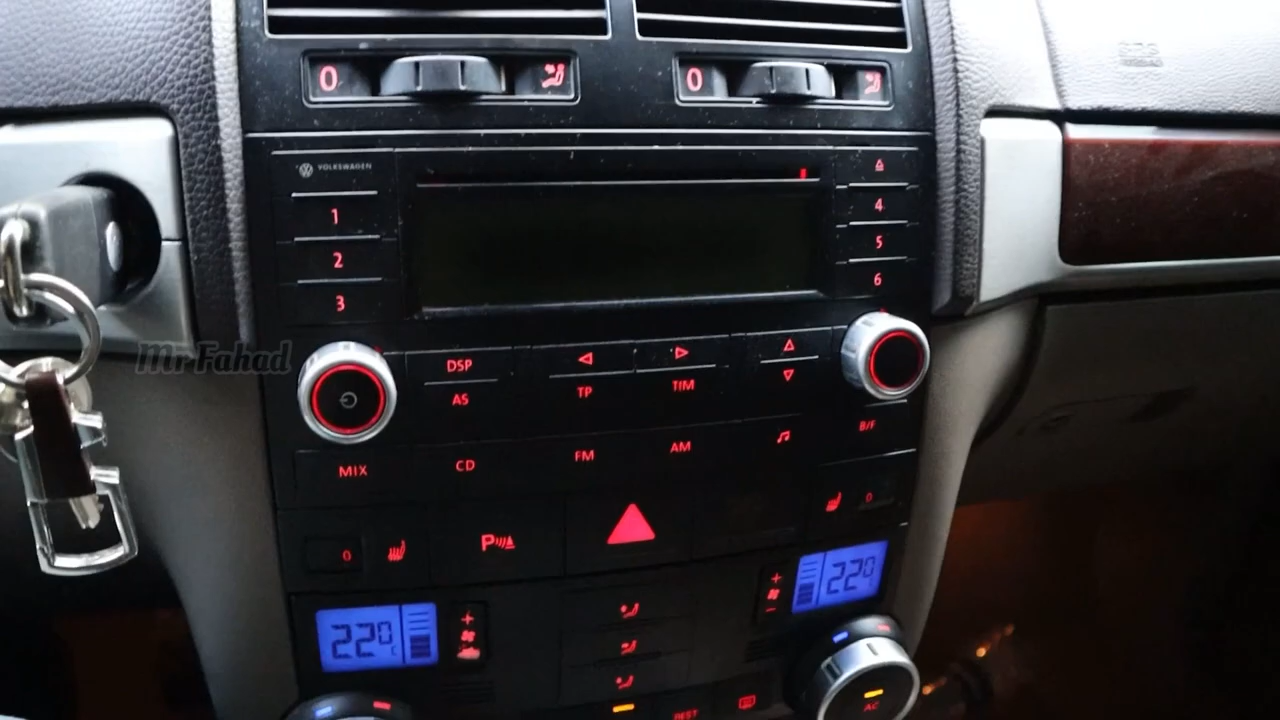 0
0
VOLKSWAGEN
1
4
2
5
3
6
Mr Fahad
DSP
AS
TP
TIM
MIX
CD
FM
AM
B/F
0
P
0
22°C
22°
+
+
-
REST
AC